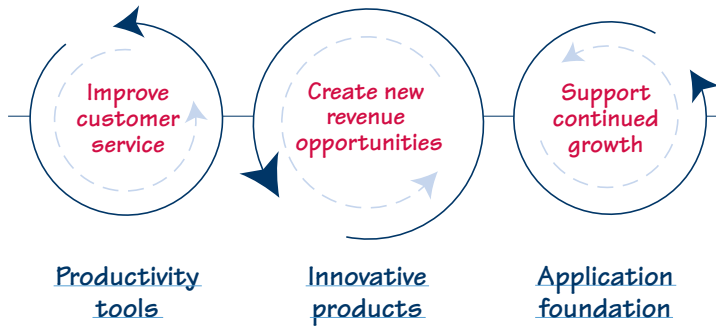 Improve
customer
service
Create new
revenue
opportunities
Support
continued
growth
Productivity
tools
Innovative
products
Application
foundation